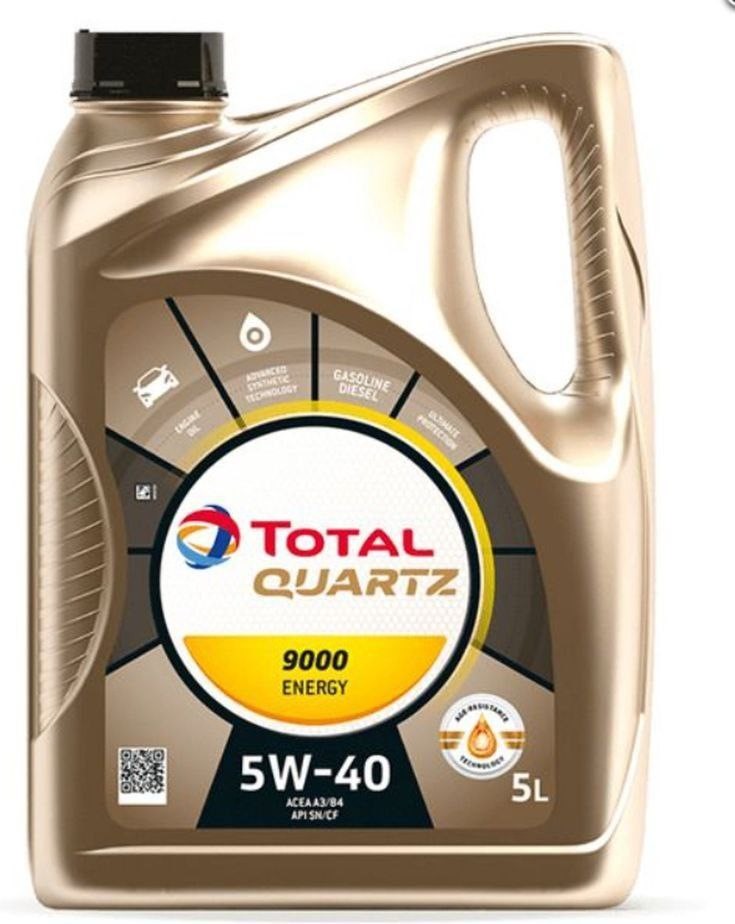 ADVANCED
SYNTHETIC
TECHNOLOGY
GASOLINE
DIESEL
ENGINE
OIL
ULTIMATE
PROTECTION
TOTAL
QUARTZ
9000
ENERGY
AGE-RESISTANCE
TECHNOLOGY
5W-40
5L
ACEA A3/B4
API SN/CF